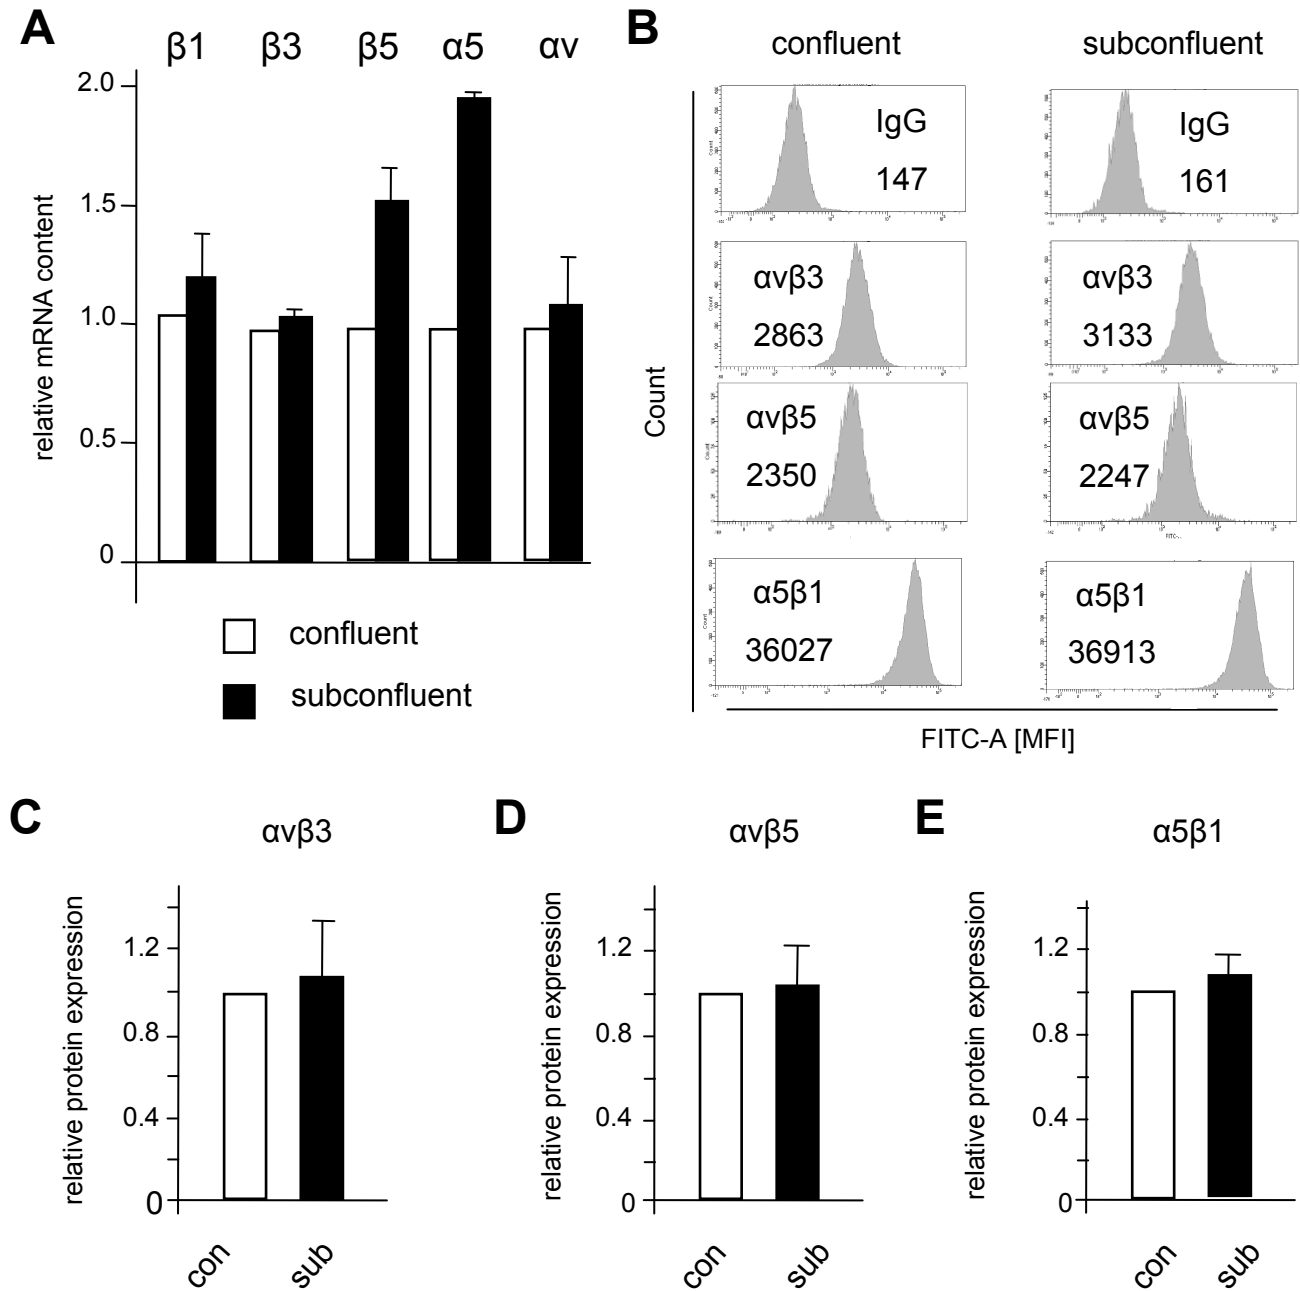 A
β1 β3 β5 α5 αv
2.0
1.5
1.0
0.5
0
relative mRNA content
confluent
subconfluent
B
confluent subconfluent
IgG
147
IgG
161
αvβ3
2863
αvβ3
3133
αvβ5
2350
αvβ5
2247
α5β1
36027
α5β1
36913
Count
FITC-A [MFI]
C
αvβ3
relative protein expression
1.2
0.8
0.4
0
con sub
D
αvβ5
relative protein expression
1.2
0.8
0.4
0
con sub
E
α5β1
relative protein expression
1.2
0.8
0.4
0
con sub